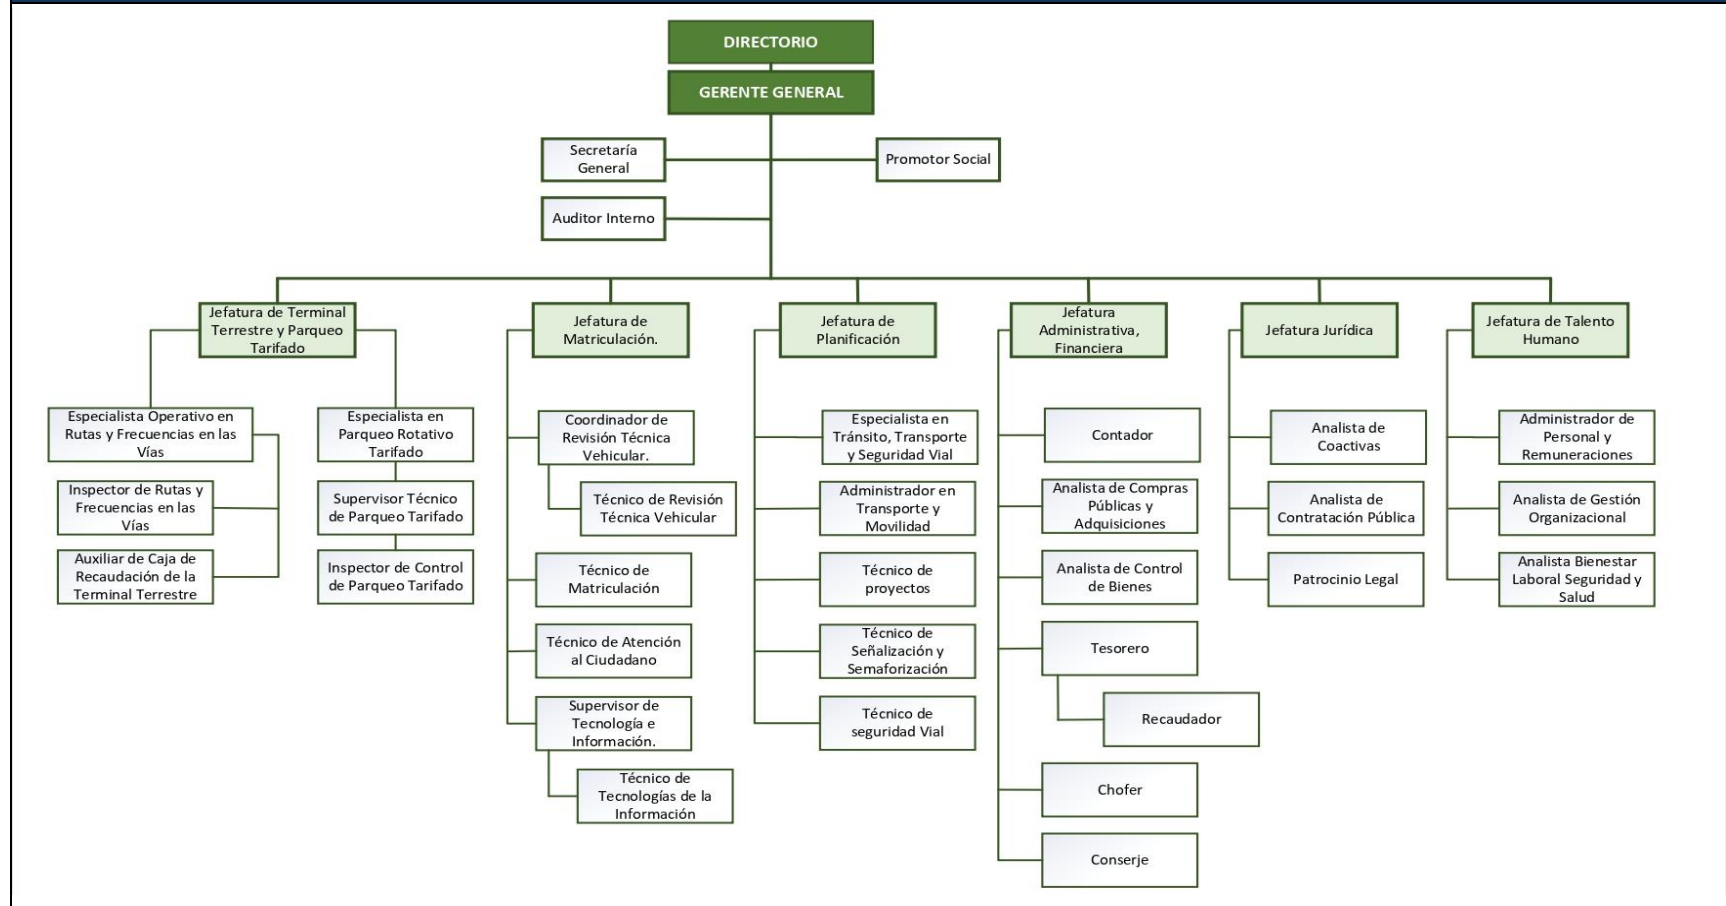 DIRECTORIO
GERENTE GENERAL
Secretaría
General
Promotor Social
Auditor Interno
Jefatura de Terminal
Terrestre y Parqueo
Tarifado
Jefatura de
Matriculación.
Jefatura de
Planificación
Jefatura
Administrativa,
Financiera
Jefatura Jurídica
Jefatura de Talento
Humano
Especialista Operativo en
Rutas y Frecuencias en las
Vías
Inspector de Rutas y
Frecuencias en las
Vías
Auxiliar de Caja de
Recaudación de la
Terminal Terrestre
Especialista en
Parqueo Rotativo
Tarifado
Supervisor Técnico
de Parqueo Tarifado
Inspector de Control
de Parqueo Tarifado
Coordinador de
Revisión Técnica
Vehicular.
Técnico de Revisión
Técnica Vehicular
Técnico de
Matriculación
Técnico de Atención
al Ciudadano
Supervisor de
Tecnología e
Información.
Técnico de
Tecnologías de la
Información
Especialista en
Tránsito, Transporte
y Seguridad Vial
Administrador en
Transporte y
Movilidad
Técnico de
proyectos
Técnico de
Señalización y
Semaforización
Técnico de
seguridad Vial
Contador
Analista de Compras
Públicas y
Adquisiciones
Analista de Control
de Bienes
Tesorero
Recaudador
Chofer
Conserje
Analista de
Coactivas
Analista de
Contratación Pública
Patrocinio Legal
Administrador de
Personal y
Remuneraciones
Analista de Gestión
Organizacional
Analista Bienestar
Laboral Seguridad y
Salud